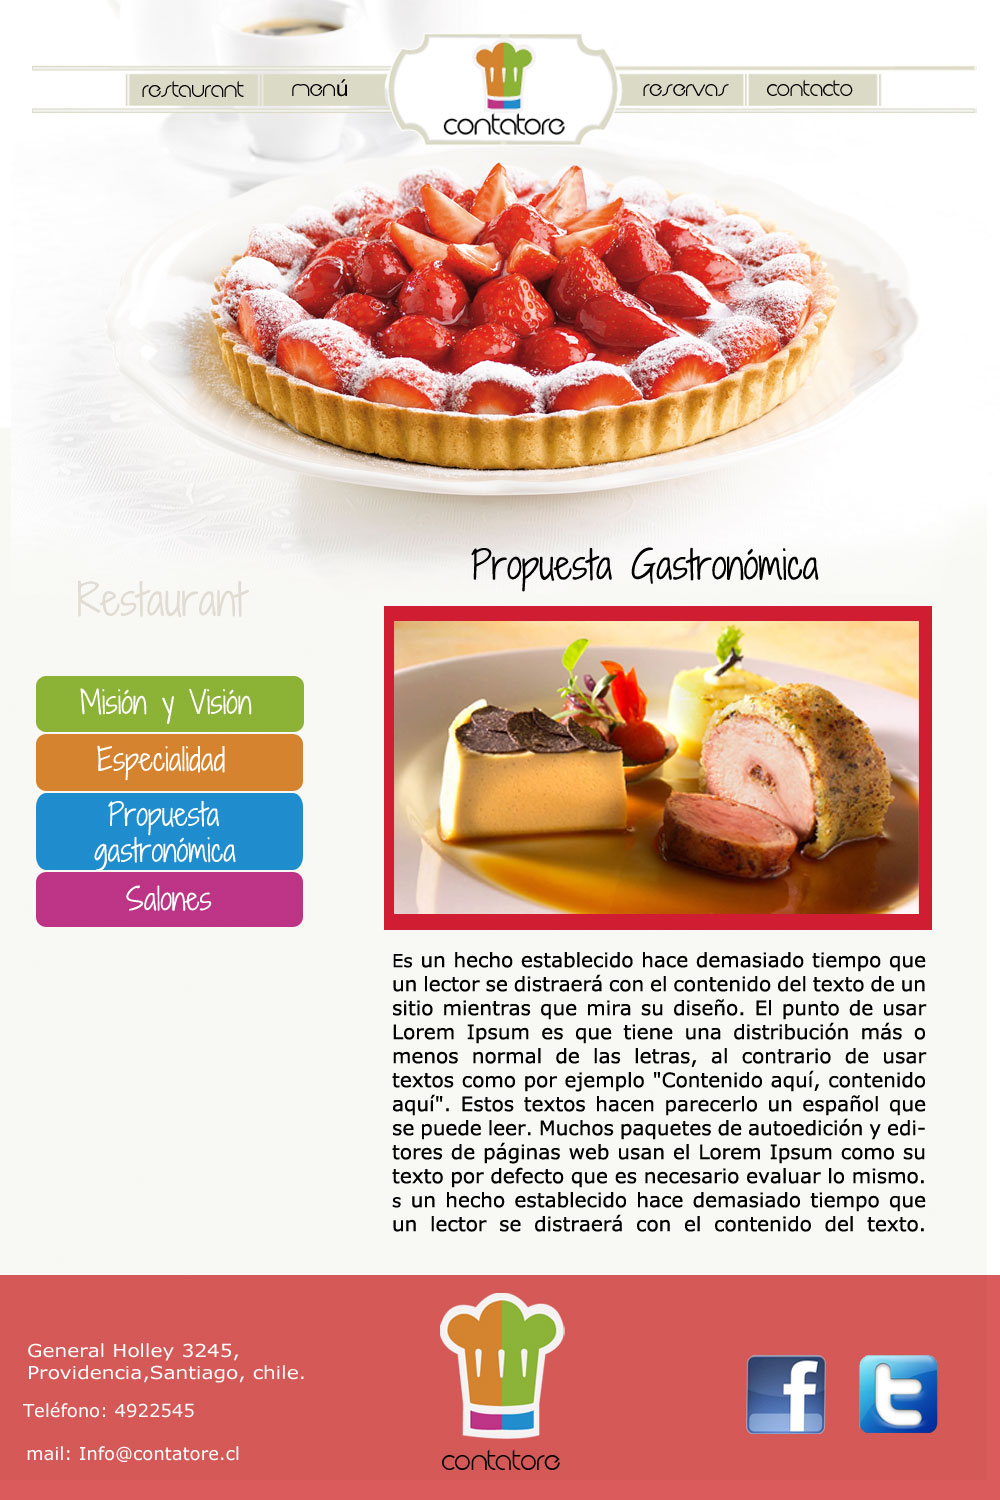 restaurant
menú
contatore
reservas
contacto
Propuesta Gastronómica
Restaurant
Misión y Visión
Especialidad
Propuesta
gastronómica
Salones
Es un hecho establecido hace demasiado tiempo que
un lector se distraerá con el contenido del texto de un
sitio mientras que mira su diseño. El punto de usar
Lorem Ipsum es que tiene una distribución más o
menos normal de las letras, al contrario de usar
textos como por ejemplo "Contenido aquí, contenido
aquí". Estos textos hacen parecerlo un español que
se puede leer. Muchos paquetes de autoedición y edi-
tores de páginas web usan el Lorem Ipsum como su
texto por defecto que es necesario evaluar lo mismo.
s un hecho establecido hace demasiado tiempo que
un lector se distraerá con el contenido del texto.
General Holley 3245,
Providencia,Santiago, chile.
Teléfono: 4922545
mail: Info@contatore.cl
contatore
f
t